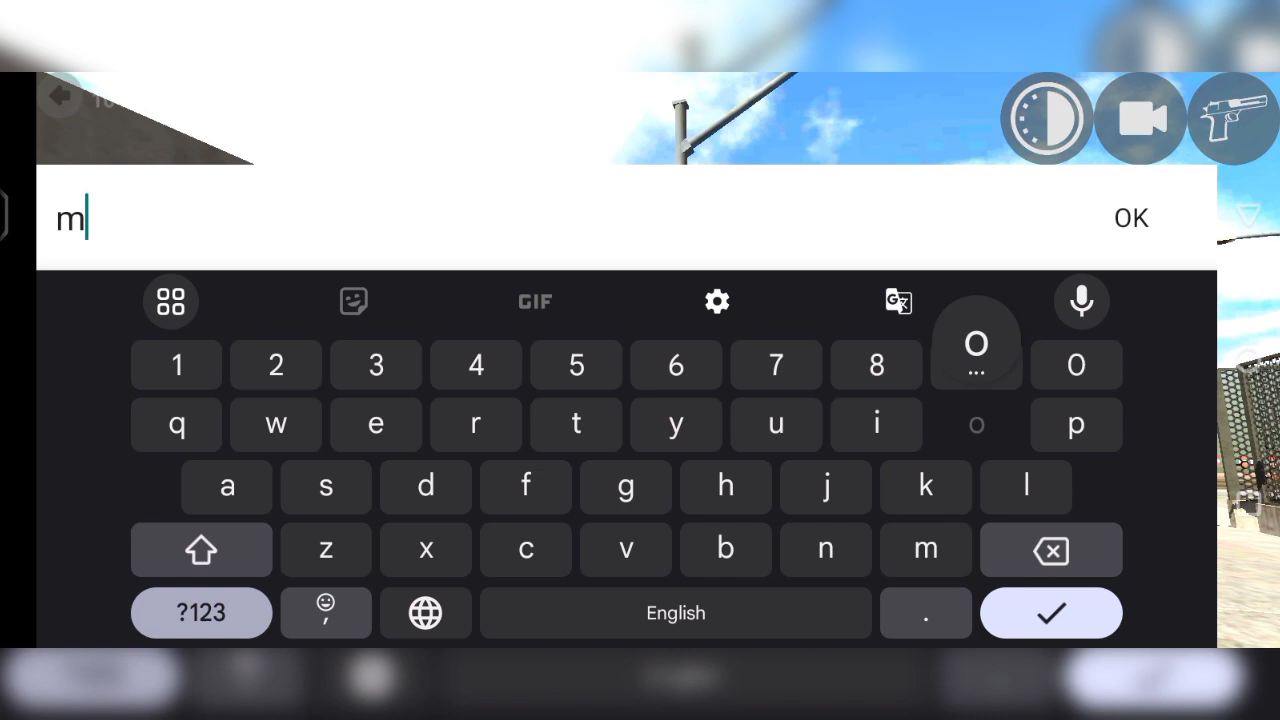 m
OK
GIF
G
1 2 3 4 5 6 7 8 o ... 0
q w e r t y u i o p
a s d f g h j k l
z x c v b n m
?123 , English .